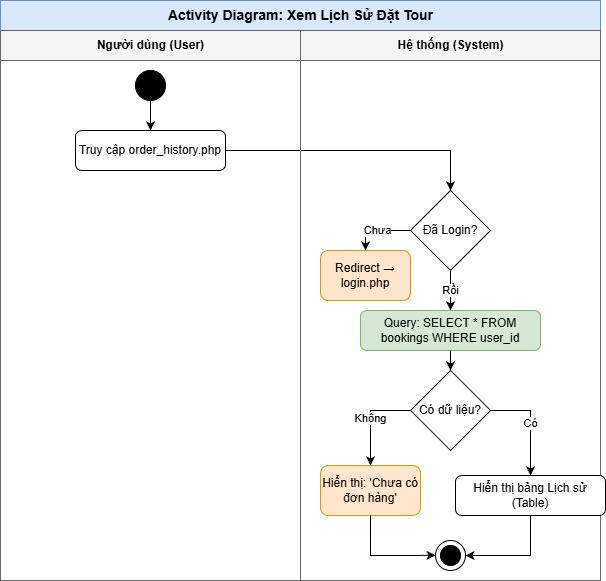 Activity Diagram: Xem Lịch Sử Đặt Tour
Người dùng (User)
Hệ thống (System)
Truy cập order_history.php
Đã Login?
Chưa
Redirect →
login.php
Rồi
Query: SELECT * FROM
bookings WHERE user_id
Có dữ liệu?
Không
Có
Hiển thị: 'Chưa có
đơn hàng'
Hiển thị bảng Lịch sử
(Table)